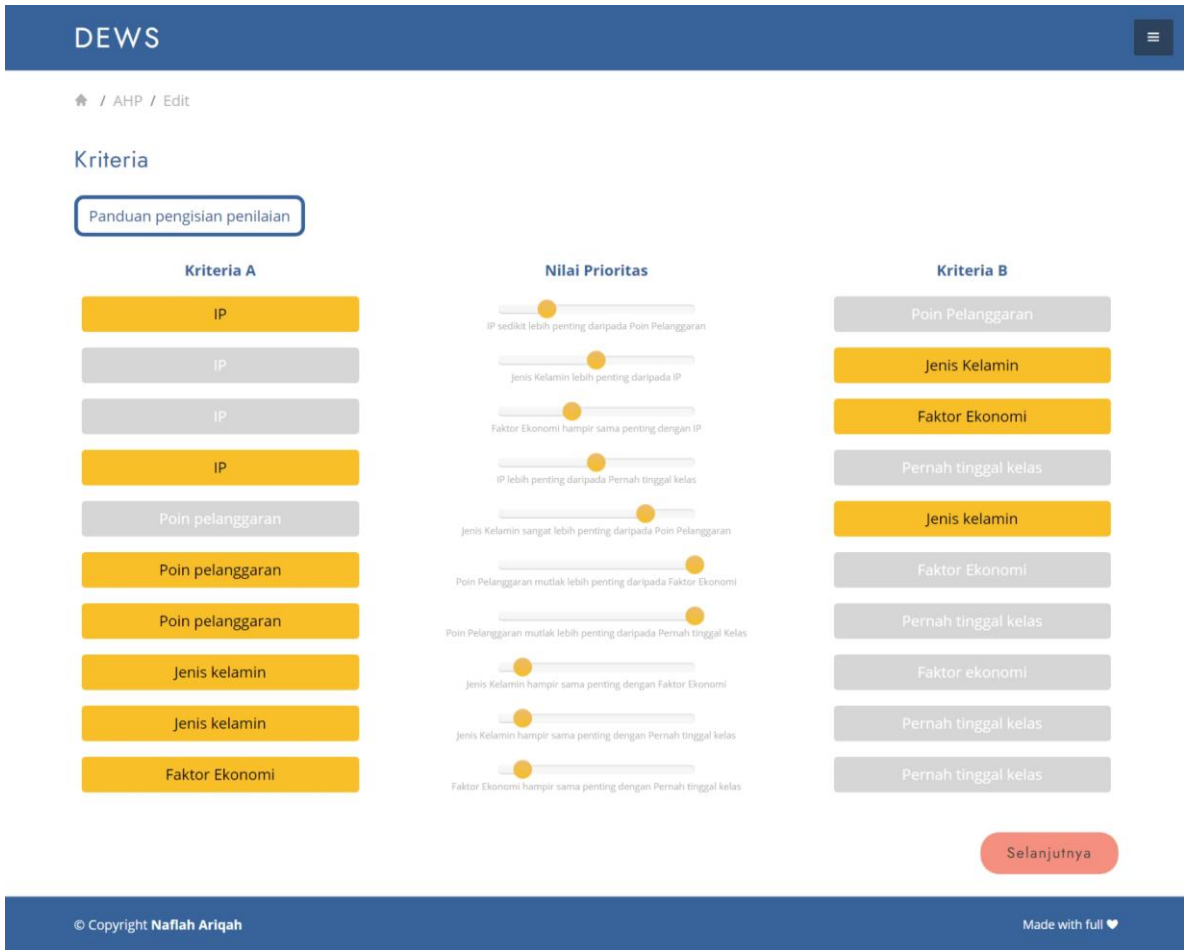 DEWS
/ AHP / Edit
Kriteria
Panduan pengisian penilaian
Kriteria A Nilai Prioritas Kriteria B
IP Poin Pelanggaran
IP sedikit lebih penting daripada Poin Pelanggaran
IP Jenis Kelamin
Jenis Kelamin lebih penting daripada IP
IP Faktor Ekonomi
Faktor Ekonomi hampir sama penting dengan IP
IP Pernah tinggal kelas
IP lebih penting daripada Pernah tinggal kelas
Poin pelanggaran Jenis kelamin
Jenis Kelamin sangat lebih penting daripada Poin Pelanggaran
Poin pelanggaran Faktor Ekonomi
Poin Pelanggaran mutlak lebih penting daripada Faktor Ekonomi
Poin pelanggaran Pernah tinggal kelas
Poin Pelanggaran mutlak lebih penting daripada Pernah tinggal Kelas
Jenis kelamin Faktor ekonomi
Jenis Kelamin hampir sama penting dengan Faktor Ekonomi
Jenis kelamin Pernah tinggal kelas
Jenis Kelamin hampir sama penting dengan Pernah tinggal kelas
Faktor Ekonomi Pernah tinggal kelas
Faktor Ekonomi hampir sama penting dengan Pernah tinggal kelas
Selanjutnya
© Copyright Naflah Ariqah Made with full ♥